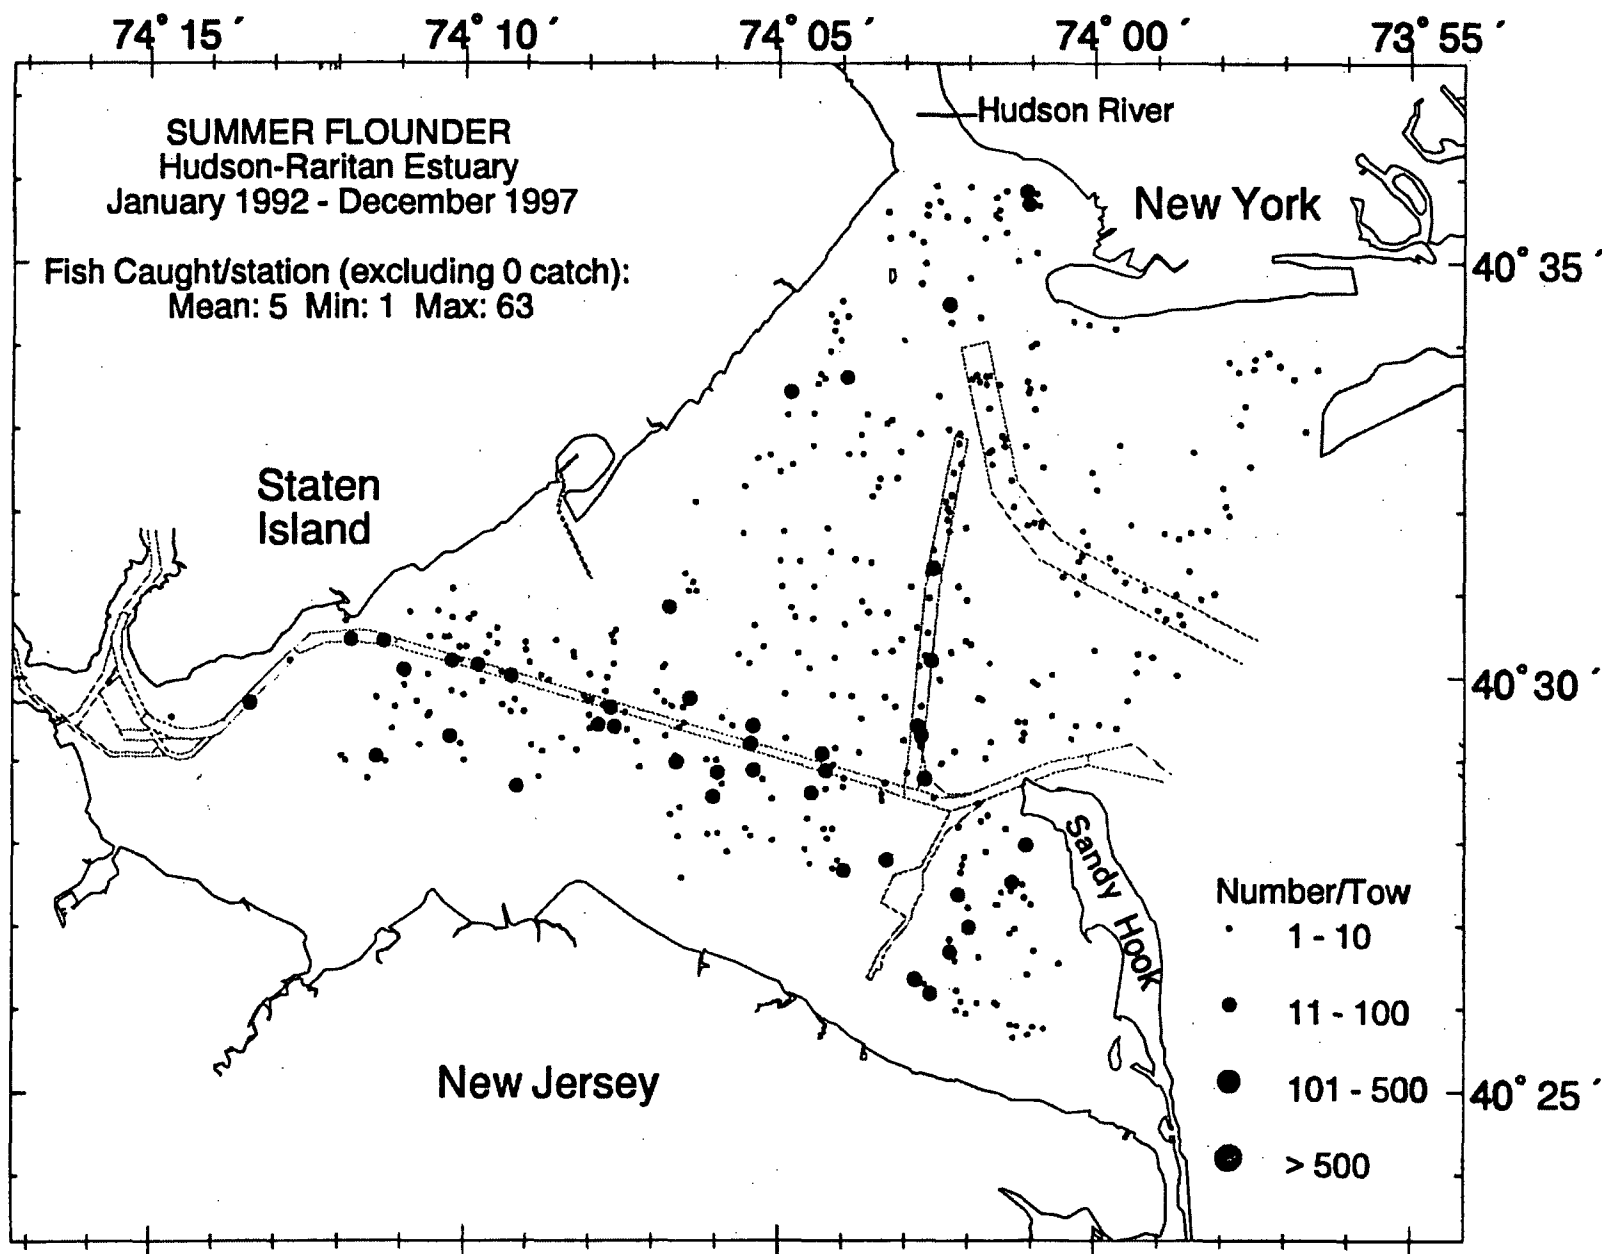 74° 15´ 74° 10´ 74° 05´ 74° 00´ 73° 55´
Hudson River
SUMMER FLOUNDER
Hudson-Raritan Estuary
January 1992 - December 1997
New York
Fish Caught/station (excluding 0 catch):
Mean: 5 Min: 1 Max: 63
40° 35´
Staten
Island
40° 30´
Sandy Hook
Number/Tow
1 - 10
11 - 100
New Jersey
101 - 500
40° 25´
> 500